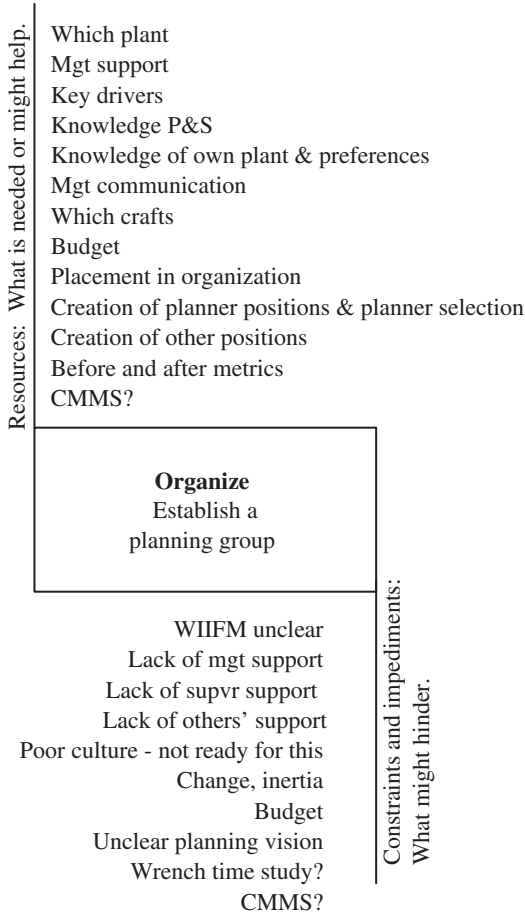 Resources: What is needed or might help.
Which plant
Mgt support
Key drivers
Knowledge P&S
Knowledge of own plant & preferences
Mgt communication
Which crafts
Budget
Placement in organization
Creation of planner positions & planner selection
Creation of other positions
Before and after metrics
CMMS?
Organize
Establish a
planning group
WIIFM unclear
Lack of mgt support
Lack of supvr support
Lack of others’ support
Poor culture - not ready for this
Change, inertia
Budget
Unclear planning vision
Wrench time study?
CMMS?
Constraints and impediments:
What might hinder.